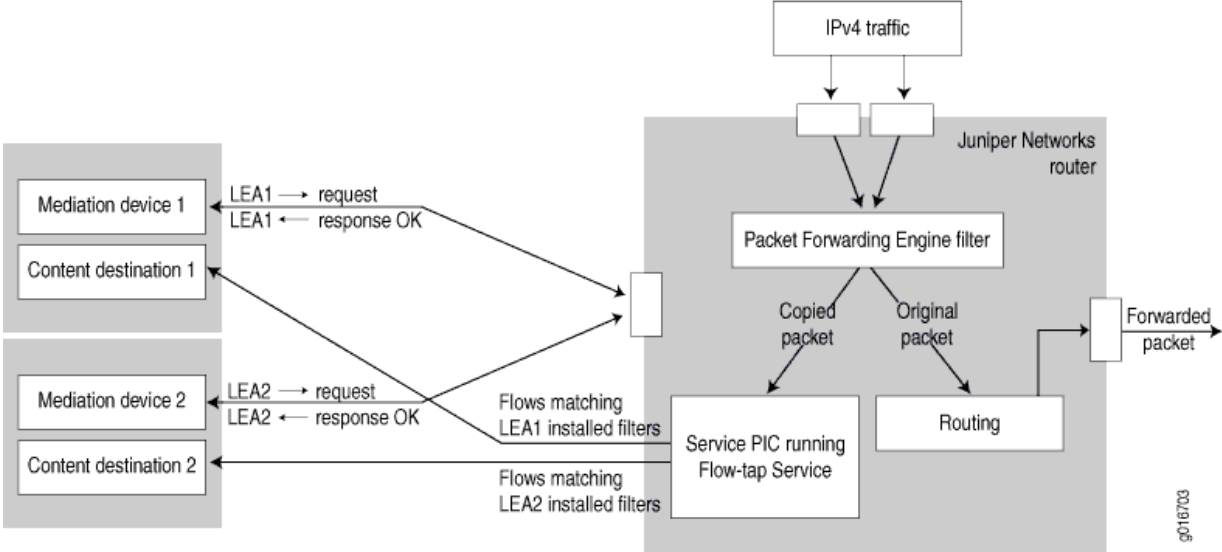 IPv4 traffic
Juniper Networks
router
Mediation device 1
LEA1 → request
LEA1 ← response OK
Content destination 1
Packet Forwarding Engine filter
Copied
packet
Original
packet
Forwarded
packet
Mediation device 2
LEA2 → request
LEA2 ← response OK
Content destination 2
Flows matching
LEA1 installed filters
Flows matching
LEA2 installed filters
Service PIC running
Flow-tap Service
Routing
g016703